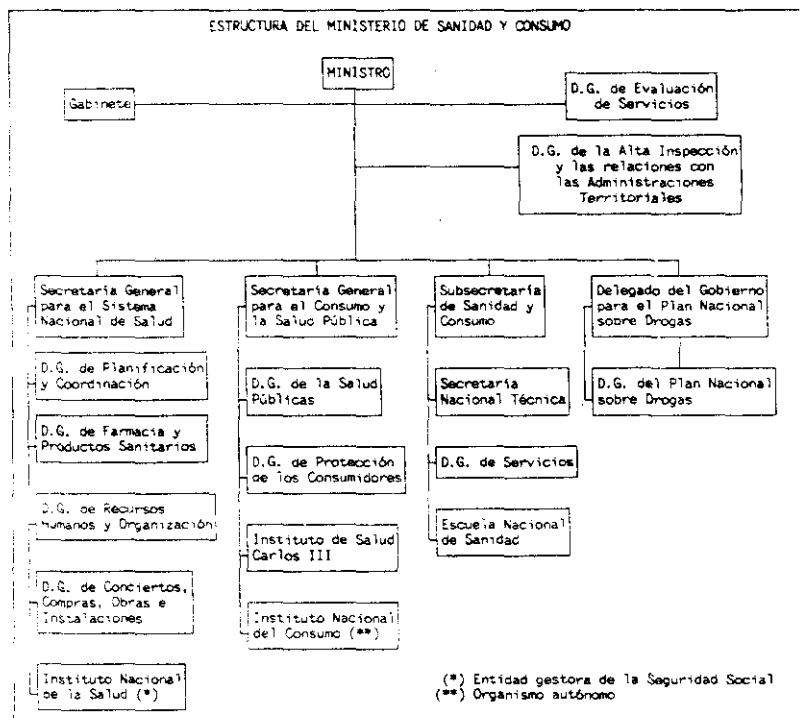 ESTRUCTURA DEL MINISTERIO DE SANIDAD Y CONSUMO
MINISTRO
Gabinete
D.G. de Evaluación
de Servicios
D.G. de la Alta Inspección
y las relaciones con
las Administraciones
Territoriales
Secretaría General
para el Sistema
Nacional de Salud
D.G. de Planificación
y Coordinación
D.G. de Farmacia y
Productos Sanitarios
D.G. de Recursos
Humanos y Organización
D.G. de Conciertos,
Compras, Obras e
Instalaciones
Instituto Nacional
de la Salud (*)
Secretaría General
para el Consumo y
la Salud Pública
D.G. de la Salud
Públicas
D.G. de Protección
de los Consumidores
Instituto de Salud
Carlos III
Instituto Nacional
del Consumo (**)
Subsecretaría
de Sanidad y
Consumo
Secretaría
Nacional Técnica
D.G. de Servicios
Escuela Nacional
de Sanidad
Delegado del Gobierno
para el Plan Nacional
sobre Drogas
D.G. del Plan Nacional
sobre Drogas
(*) Entidad gestora de la Seguridad Social
(**) Organismo autónomo